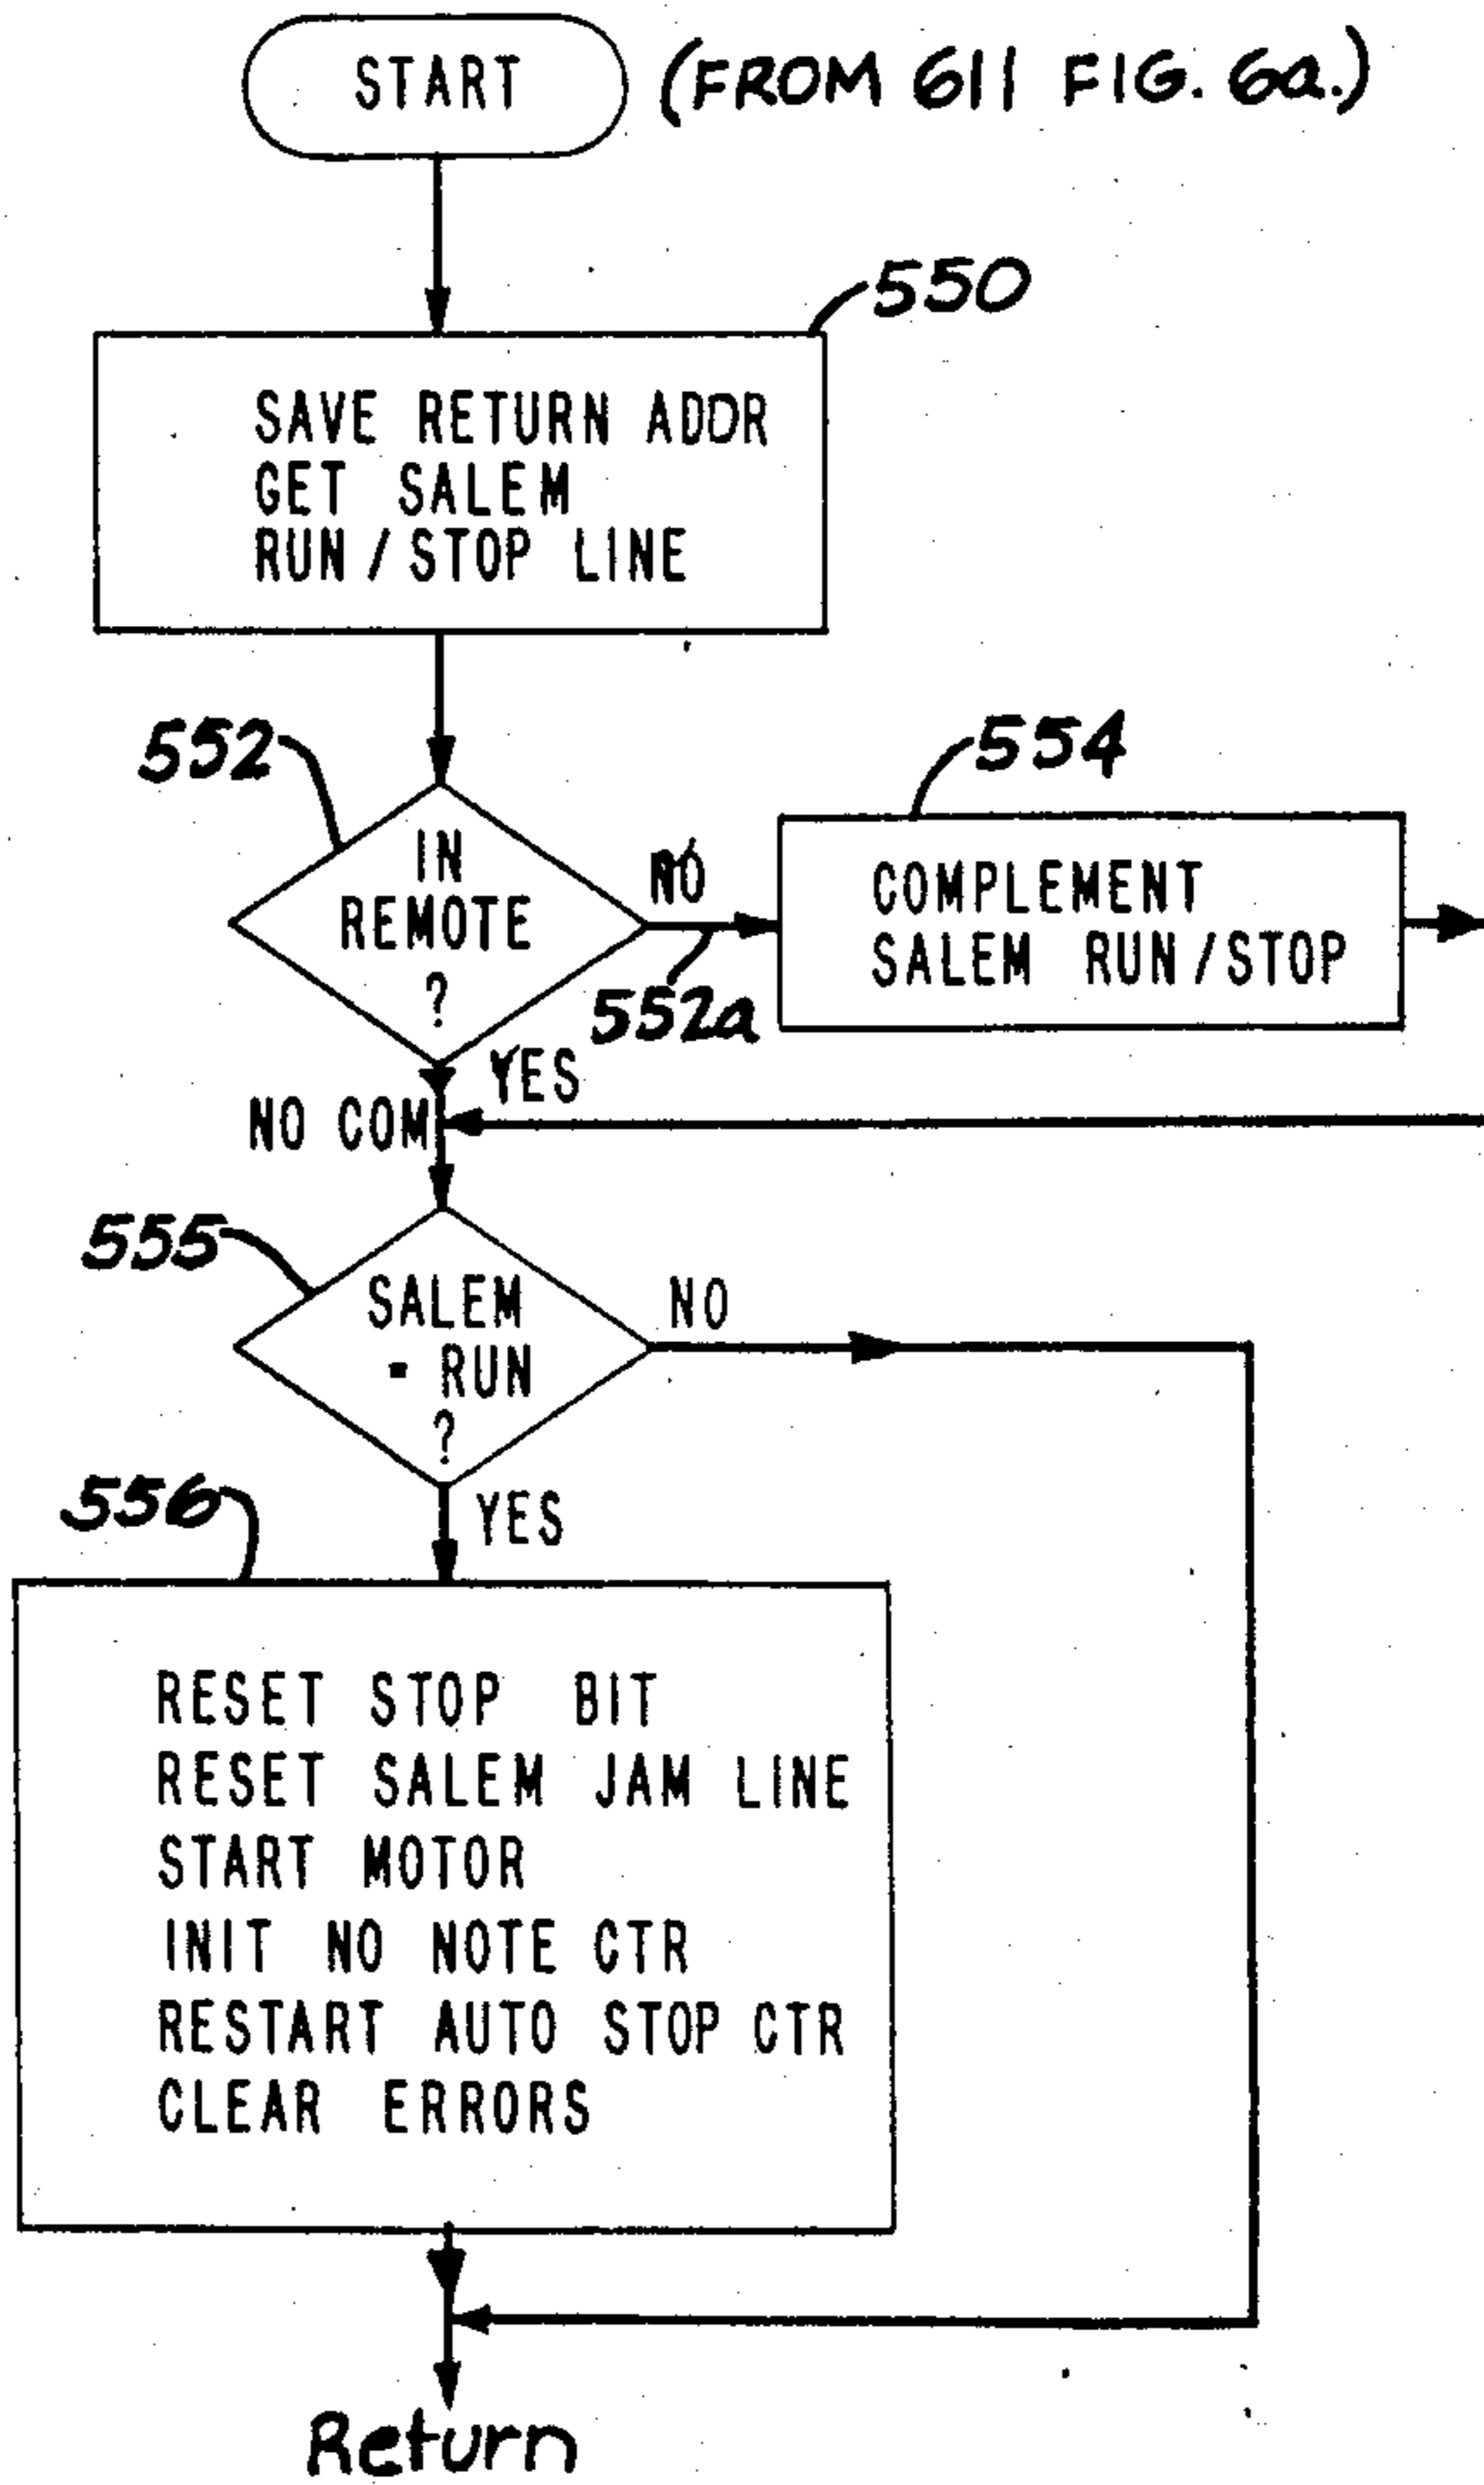 START
(FROM 611 FIG. 6a.)
550
SAVE RETURN ADDR
GET SALEM
RUN/STOP LINE
552
554
IN
REMOTE
?
NO
552a
COMPLEMENT
SALEM RUN/STOP
YES
NO COM
555
SALEM
= RUN
?
NO
YES
556
RESET STOP BIT
RESET SALEM JAM LINE
START MOTOR
INIT NO NOTE CTR
RESTART AUTO STOP CTR
CLEAR ERRORS
Return